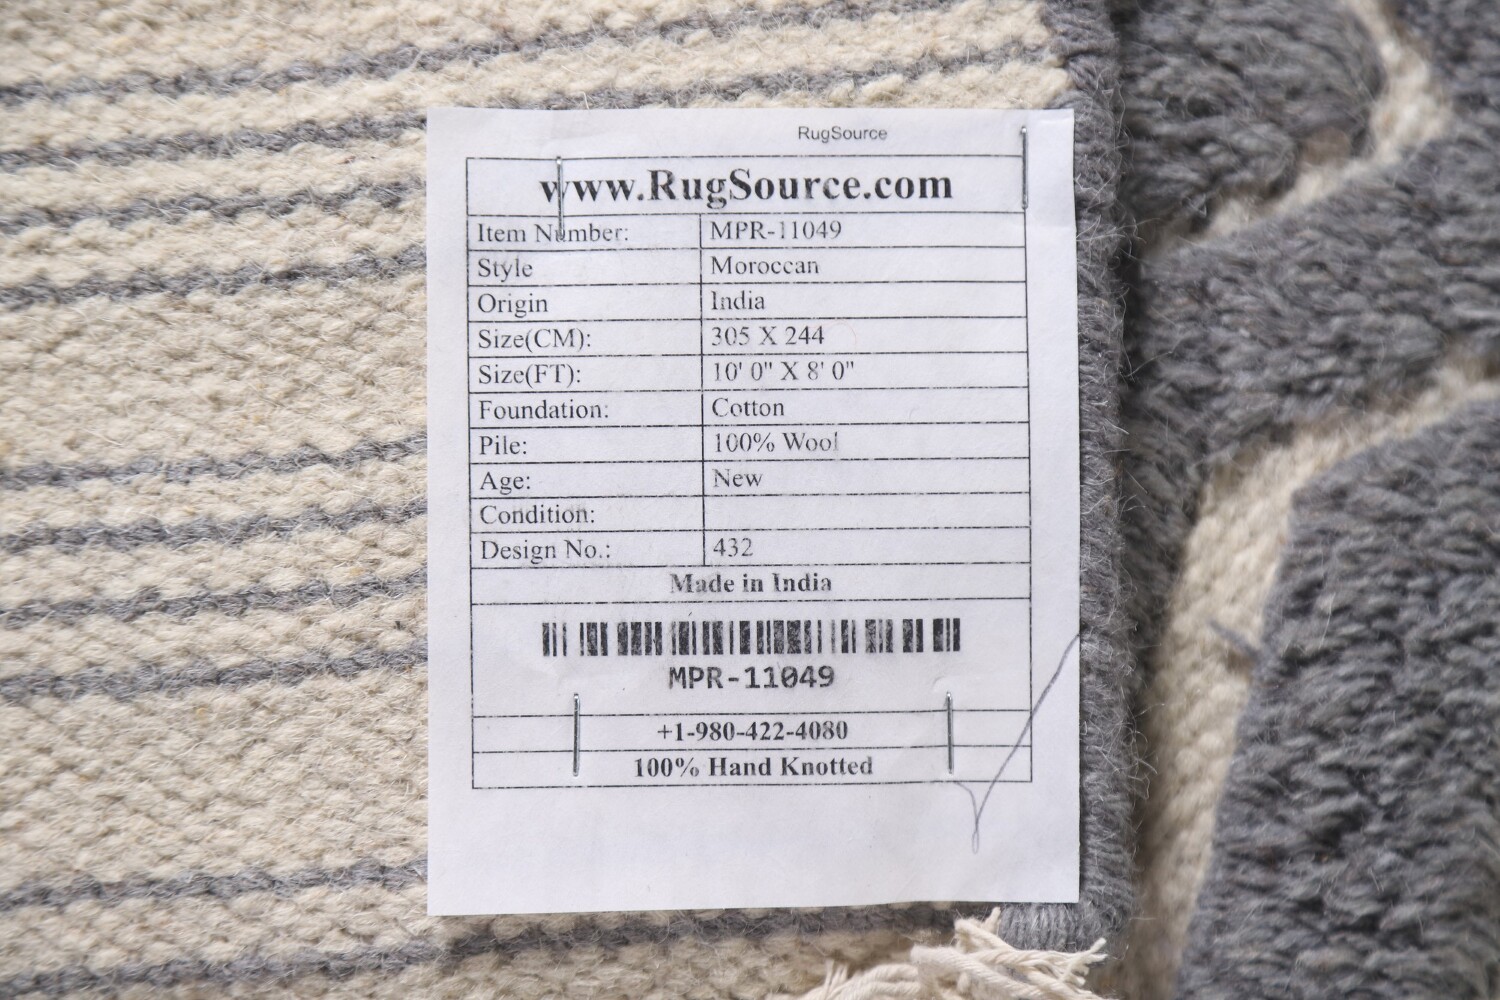 RugSource
www.RugSource.com
Item Number: MPR-11049
Style Moroccan
Origin India
Size(CM): 305 X 244
Size(FT): 10' 0" X 8' 0"
Foundation: Cotton
Pile: 100% Wool
Age: New
Condition:
Design No.: 432
Made in India
MPR-11049
+1-980-422-4080
100% Hand Knotted